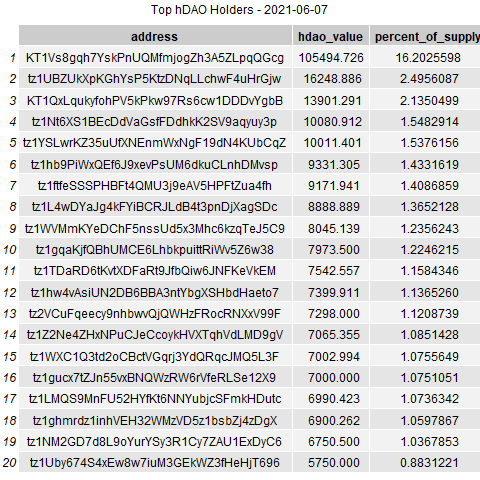 Top hDAO Holders - 2021-06-07
address hdao_value percent_of_supply
1 KT1Vs8gqh7YskPnUQMfmjogZh3A5ZLpqQGcg 105494.726 16.2025598
2 tz1UBZUkXpKGhYsP5KtzDNqLLchwF4uHrGjw 16248.886 2.4956087
3 KT1QxLqukyfohPV5kPkw97Rs6cw1DDDvYgbB 13901.291 2.1350499
4 tz1Nt6XS1BEcDdVaGsfFDdhkK2SV9aqyuy3p 10080.912 1.5482914
5 tz1YSLwrKZ35uUfXNEnmWxNgF19dN4KUbCqZ 10011.401 1.5376156
6 tz1hb9PiWxQEf6J9xevPsUM6dkuCLnhDMvsp 9331.305 1.4331619
7 tz1ftfeSSSPHBFt4QMU3j9eAV5HPFtZua4fh 9171.941 1.4086859
8 tz1L4wDYaJg4kFYiBCRJLdB4t3pnDjXagSDc 8888.889 1.3652128
9 tz1WVMmKYeDChF5nssUd5x3Mhc6kzqTeJ5C9 8045.139 1.2356243
10 tz1gqaKjfQBhUMCE6LhbkpuittRiWv5Z6w38 7973.500 1.2246215
11 tz1TDaRD6tKvtXDFaRt9JfbQiw6JNFKeVkEM 7542.557 1.1584346
12 tz1hw4vAsiUN2DB6BBA3ntYbgXSHbdHaeto7 7399.911 1.1365260
13 tz2VCuFqeecy9nhbwvQjQWHzFRocRNXxV99F 7298.000 1.1208739
14 tz1Z2Ne4ZHxNPuCJeCcoykHVXTqhVdLMD9gV 7065.355 1.0851428
15 tz1WXC1Q3td2oCBctVGqrj3YdQRqcJMQ5L3F 7002.994 1.0755649
16 tz1gucx7tZJn55vxBNQWzRW6rVfeRLSe12X9 7000.000 1.0751051
17 tz1LMQS9MnFU52HYfKt6NNYubjcSFmkHDutc 6990.423 1.0736342
18 tz1ghmrdz1inhVEH32WMzVD5z1bsbZj4zDgX 6900.262 1.0597867
19 tz1NM2GD7d8L9oYurYSy3R1Cy7ZAU1ExDyC6 6750.500 1.0367853
20 tz1Uby674S4xEw8w7iuM3GEkWZ3fHeHjT696 5750.000 0.8831221